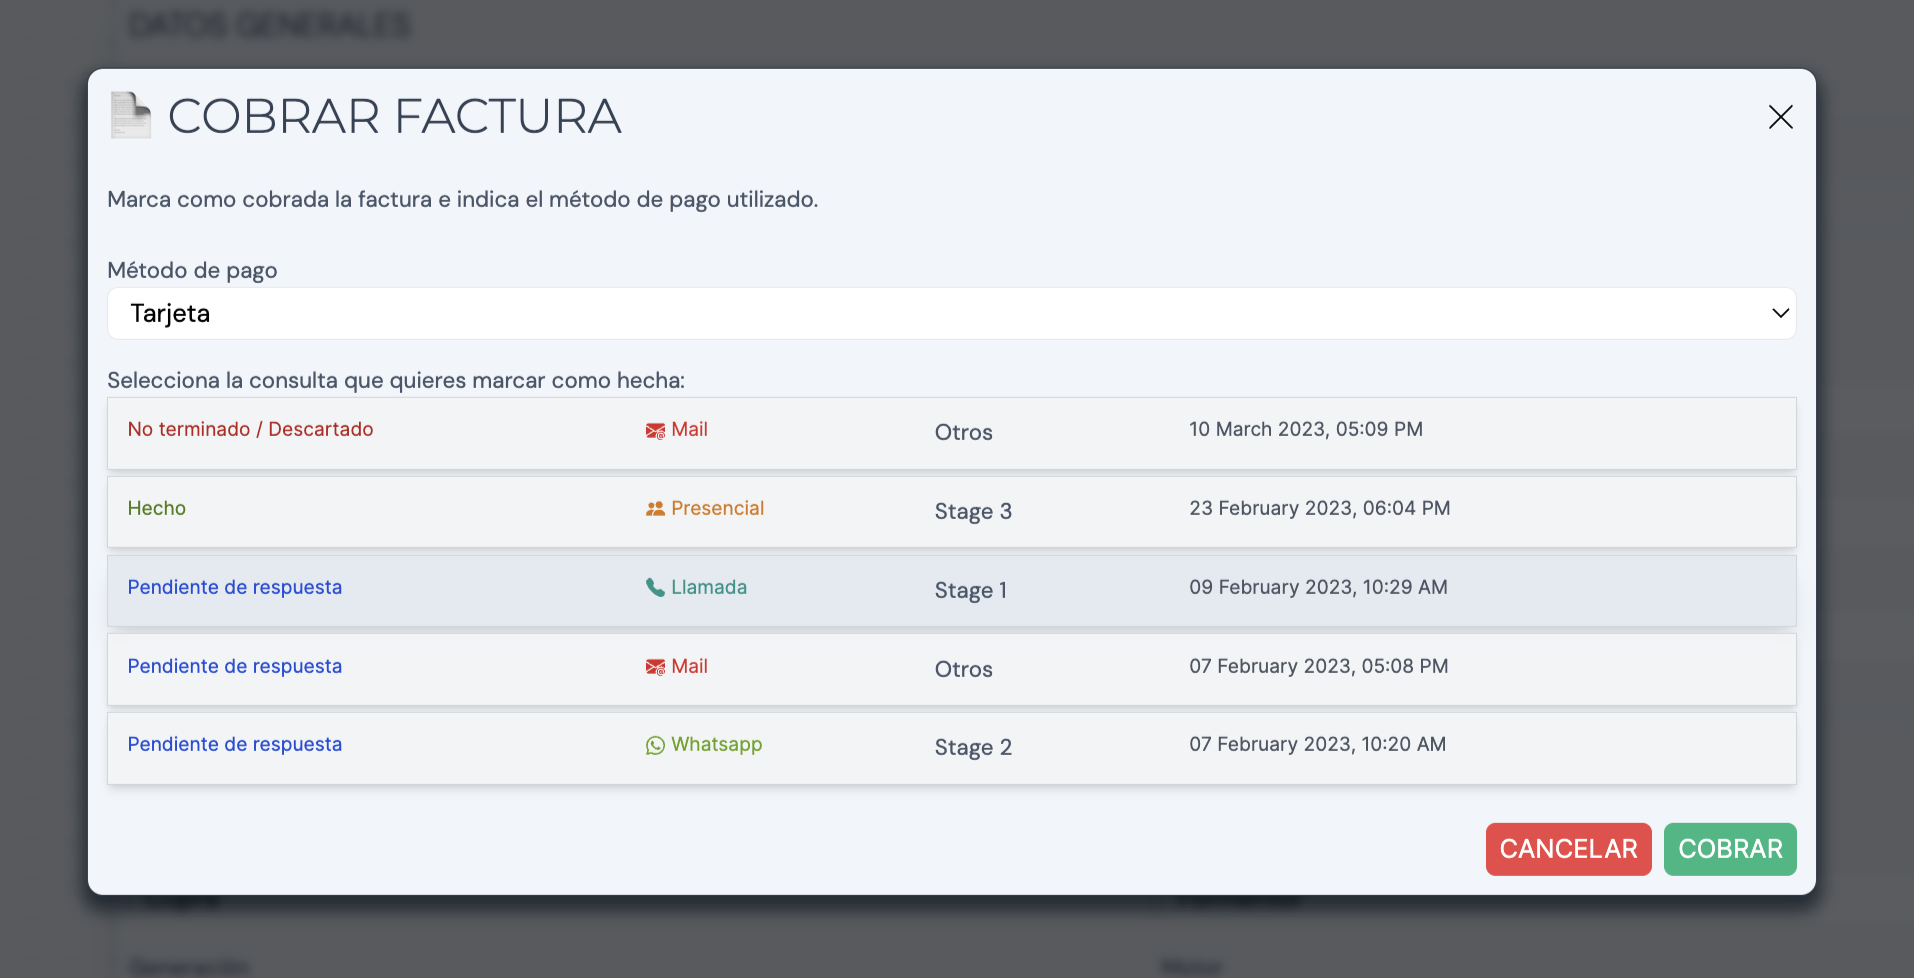 DATOS GENERALES
COBRAR FACTURA
Marca como cobrada la factura e indica el método de pago utilizado.
Método de pago
Tarjeta
Selecciona la consulta que quieres marcar como hecha:
No terminado / Descartado Mail Otros 10 March 2023, 05:09 PM
Hecho Presencial Stage 3 23 February 2023, 06:04 PM
Pendiente de respuesta Llamada Stage 1 09 February 2023, 10:29 AM
Pendiente de respuesta Mail Otros 07 February 2023, 05:08 PM
Pendiente de respuesta Whatsapp Stage 2 07 February 2023, 10:20 AM
CANCELAR COBRAR
Generación Motor